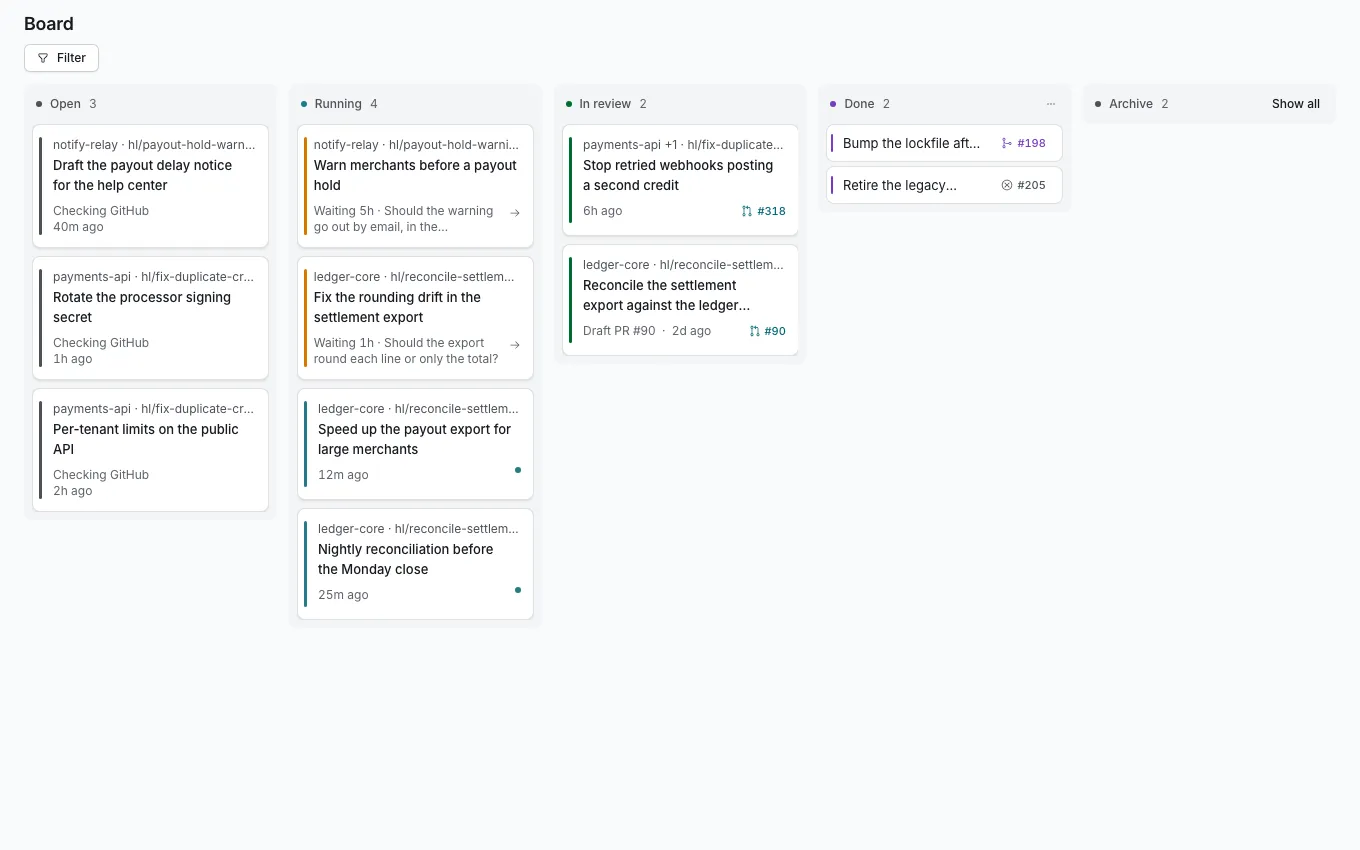 Board
Filter
Open 3
notify-relay · hl/payout-hold-warn...
Draft the payout delay notice
for the help center
Checking GitHub
40m ago
payments-api · hl/fix-duplicate-cr...
Rotate the processor signing
secret
Checking GitHub
1h ago
payments-api · hl/fix-duplicate-cr...
Per-tenant limits on the public
API
Checking GitHub
2h ago
Running 4
notify-relay · hl/payout-hold-warni...
Warn merchants before a payout
hold
Waiting 5h · Should the warning
go out by email, in the...
ledger-core · hl/reconcile-settlem...
Fix the rounding drift in the
settlement export
Waiting 1h · Should the export
round each line or only the total?
ledger-core · hl/reconcile-settlem...
Speed up the payout export for
large merchants
12m ago
ledger-core · hl/reconcile-settlem...
Nightly reconciliation before
the Monday close
25m ago
In review 2
payments-api +1 · hl/fix-duplicate...
Stop retried webhooks posting
a second credit
6h ago #318
ledger-core · hl/reconcile-settlem...
Reconcile the settlement
export against the ledger...
Draft PR #90 · 2d ago #90
Done 2
Bump the lockfile aft... #198
Retire the legacy... #205
Archive 2 Show all